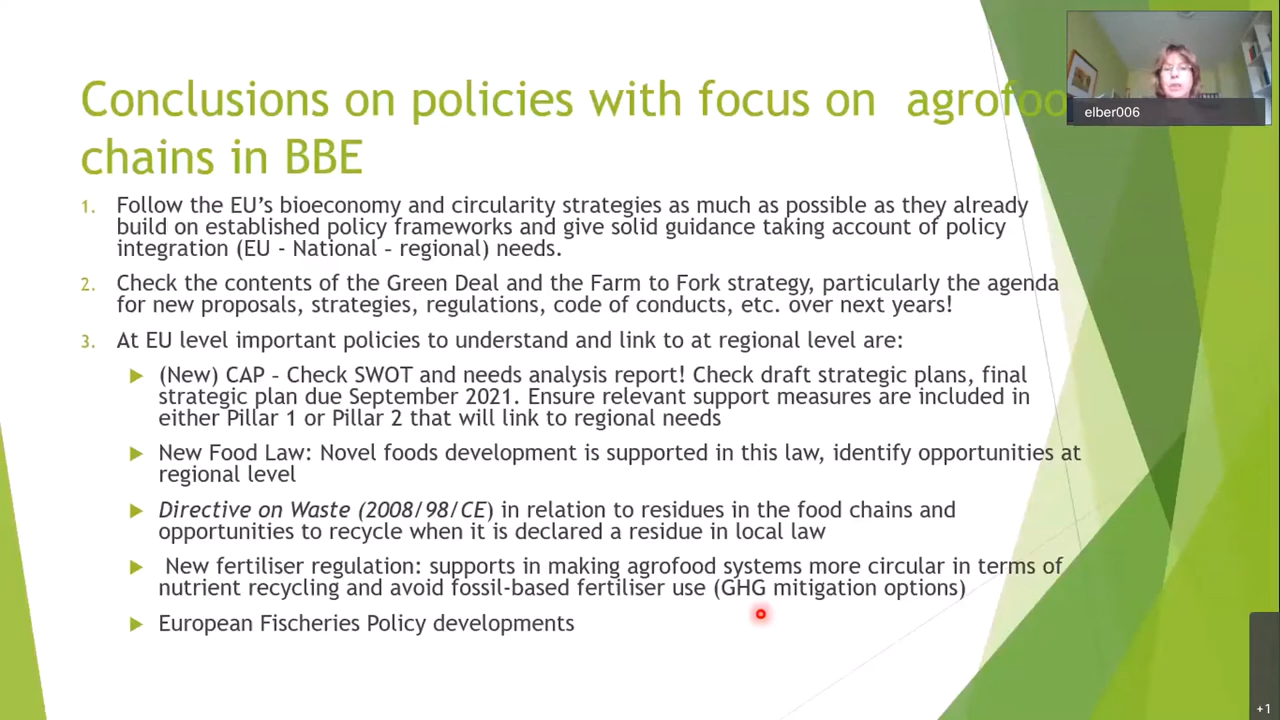 Conclusions on policies with focus on agrofoo
chains in BBE
elber006
1. Follow the EU's bioeconomy and circularity strategies as much as possible as they already
build on established policy frameworks and give solid guidance taking account of policy
integration (EU - National – regional) needs.
2. Check the contents of the Green Deal and the Farm to Fork strategy, particularly the agenda
for new proposals, strategies, regulations, code of conducts, etc. over next years!
3. At EU level important policies to understand and link to at regional level are:
(New) CAP – Check SWOT and needs analysis report! Check draft strategic plans, final
strategic plan due September 2021. Ensure relevant support measures are included in
either Pillar 1 or Pillar 2 that will link to regional needs
New Food Law: Novel foods development is supported in this law, identify opportunities at
regional level
Directive on Waste (2008/98/CE) in relation to residues in the food chains and
opportunities to recycle when it is declared a residue in local law
New fertiliser regulation: supports in making agrofood systems more circular in terms of
nutrient recycling and avoid fossil-based fertiliser use (GHG mitigation options)
European Fischeries Policy developments
+1